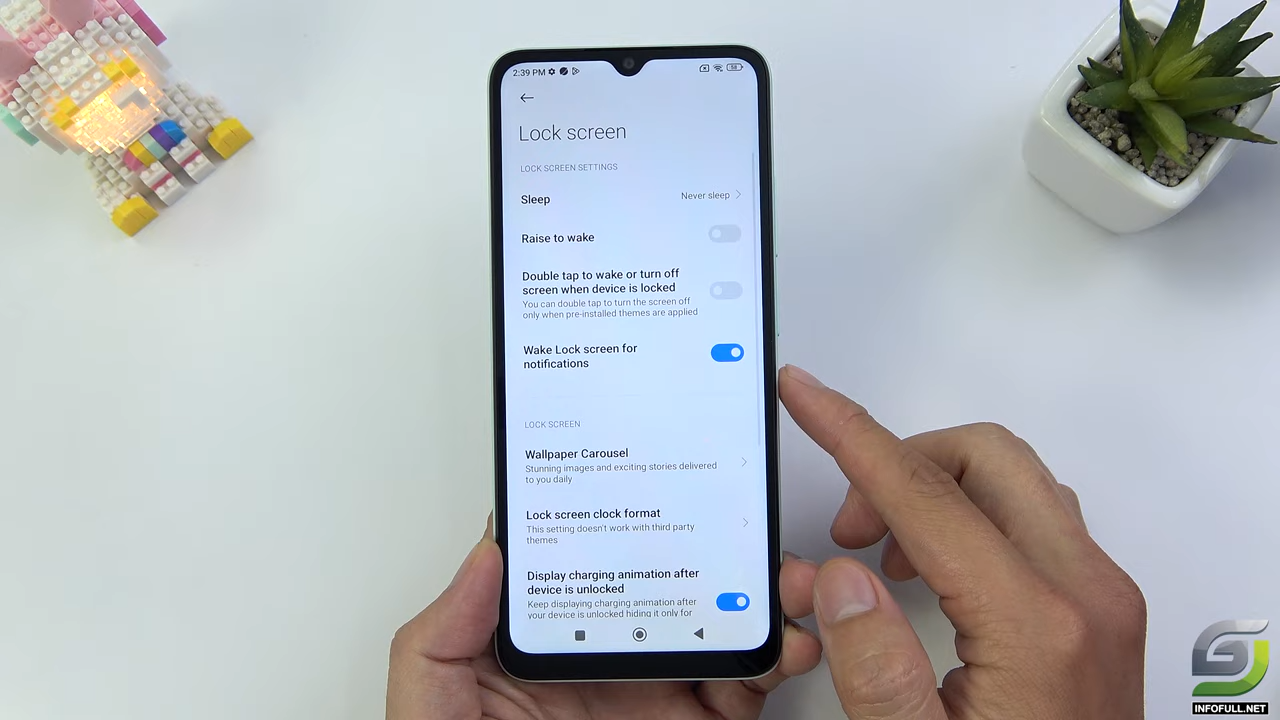 2:39 PM
58
Lock screen
LOCK SCREEN SETTINGS
Sleep
Never sleep
Raise to wake
Double tap to wake or turn off
screen when device is locked
You can double tap to turn the screen off
only when pre-installed themes are applied
Wake Lock screen for
notifications
LOCK SCREEN
Wallpaper Carousel
Stunning images and exciting stories delivered
to you daily
Lock screen clock format
This setting doesn't work with third party
themes
Display charging animation after
device is unlocked
Keep displaying charging animation after
your device is unlocked hiding it only for
INFOFULL.NET